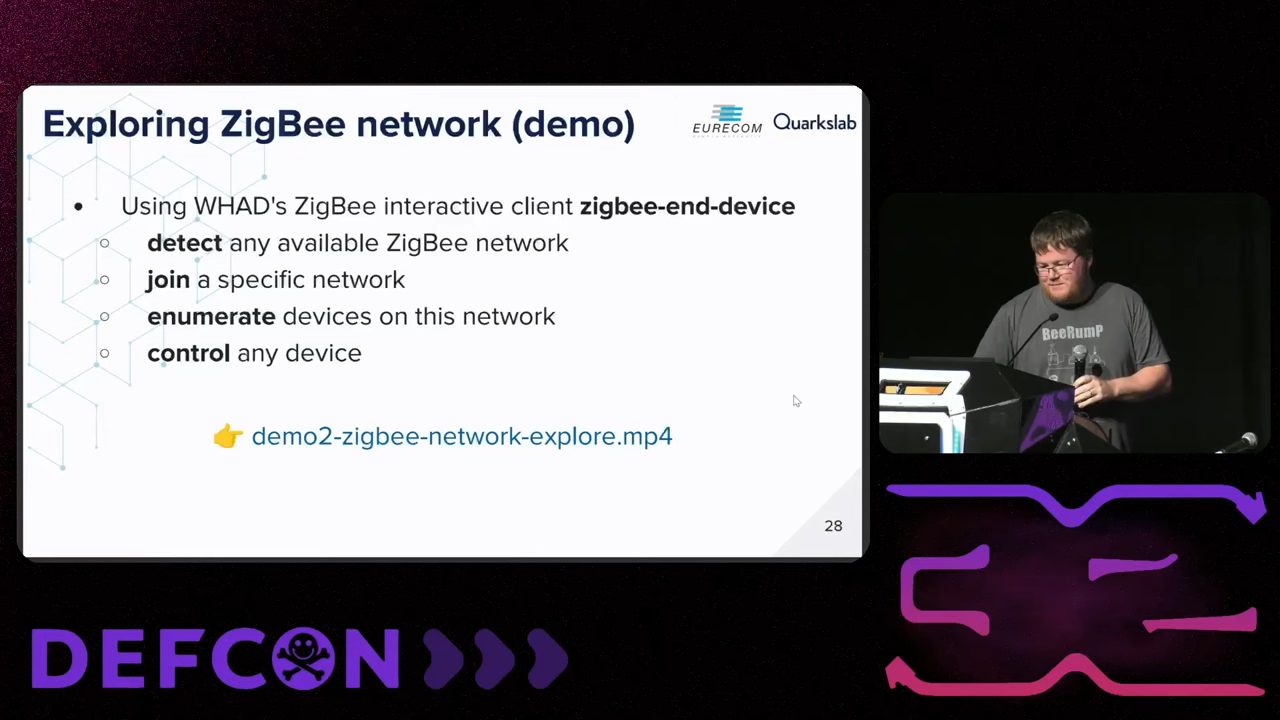 Exploring ZigBee network (demo)
EURECOM
Quarkslab
• Using WHAD's ZigBee interactive client zigbee-end-device
○ detect any available ZigBee network
○ join a specific network
○ enumerate devices on this network
○ control any device
👉 demo2-zigbee-network-explore.mp4
28
BeeRumP
DEFCON